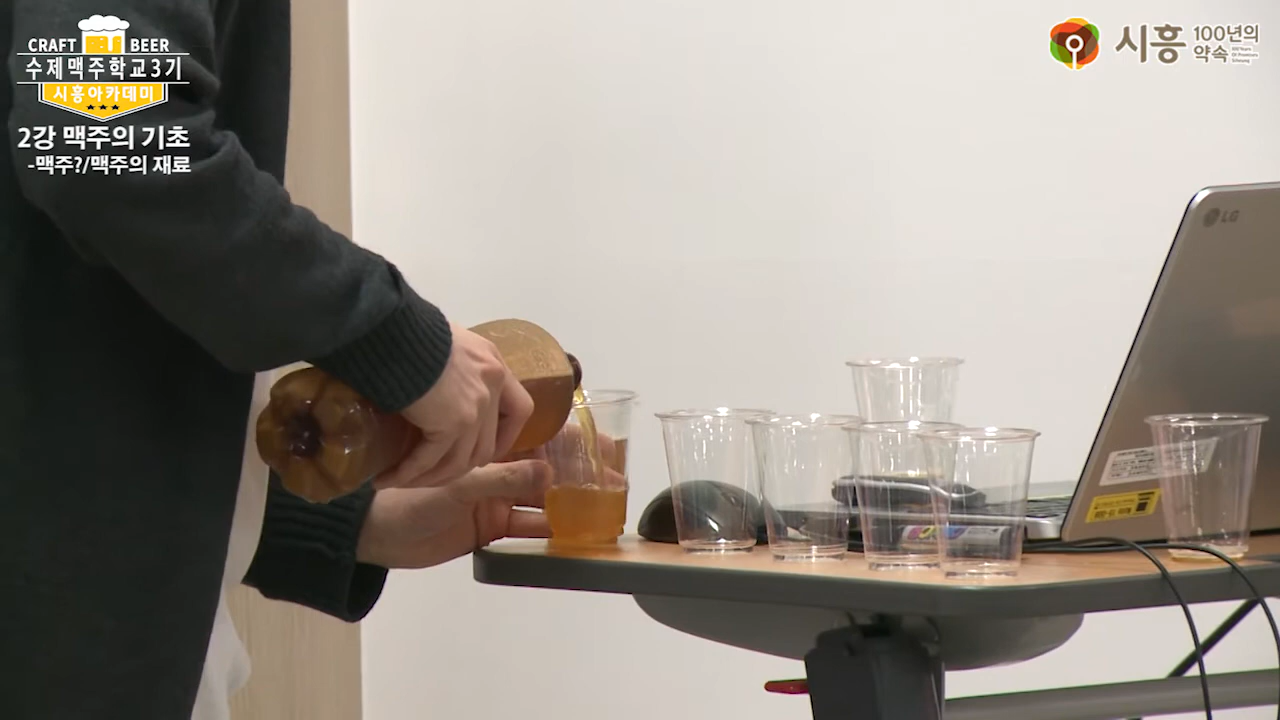 CRAFT BEER
수제맥주학교3기
시흥아카데미
2강 맥주의 기초
-맥주?/맥주의 재료
시흥 100년의 약속
LG